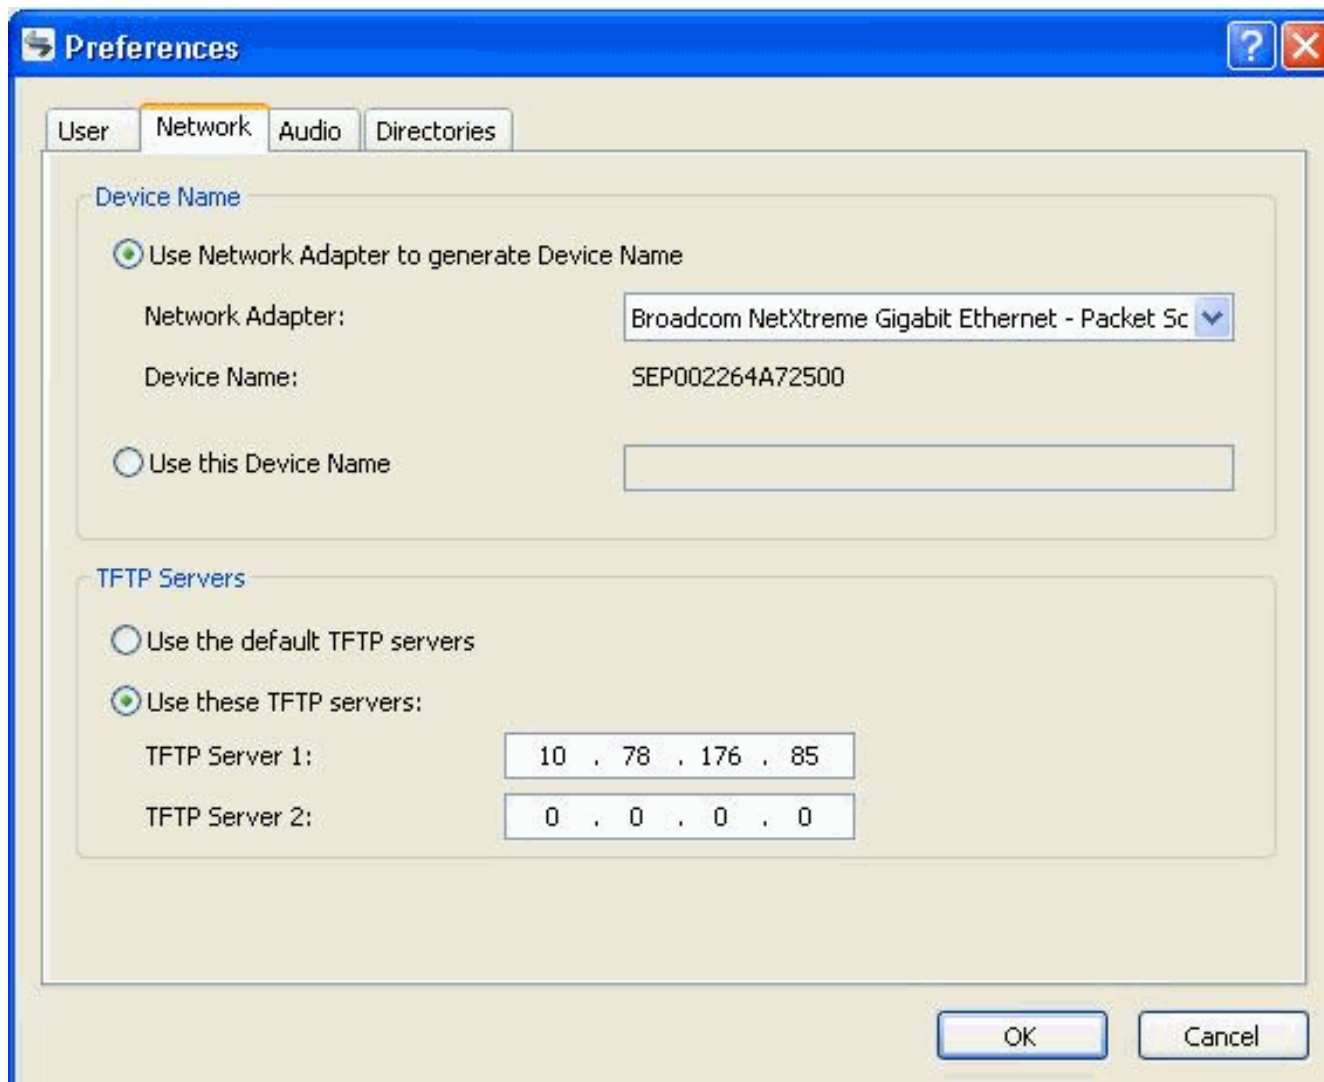 Preferences
?
User Network Audio Directories
Device Name
Use Network Adapter to generate Device Name
Network Adapter: Broadcom NetXtreme Gigabit Ethernet - Packet Sc
Device Name: SEP002264A72500
Use this Device Name
TFTP Servers
Use the default TFTP servers
Use these TFTP servers:
TFTP Server 1: 10 . 78 . 176 . 85
TFTP Server 2: 0 . 0 . 0 . 0
OK Cancel